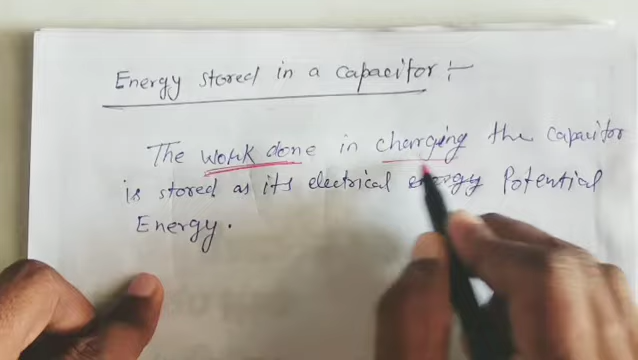 Energy stored in a capacitor :-
The work done in charging the capacitor
is stored as its electrical energy Potential
Energy.